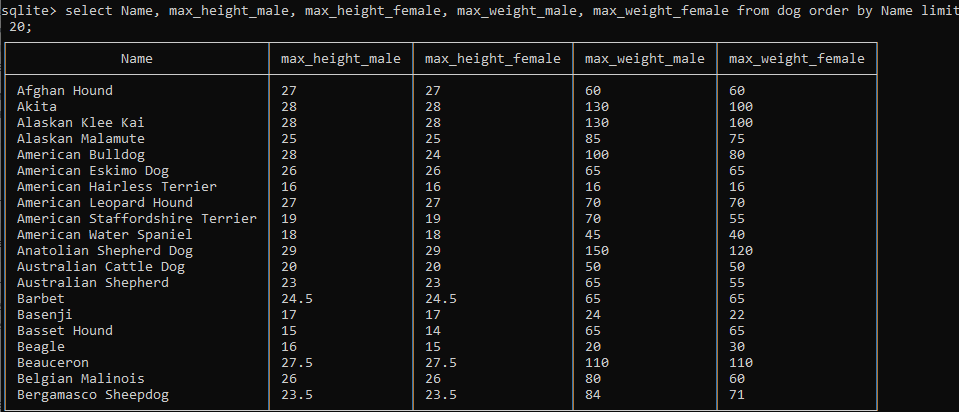 sqlite> select Name, max_height_male, max_height_female, max_weight_male, max_weight_female from dog order by Name limit
20;
Name max_height_male max_height_female max_weight_male max_weight_female
Afghan Hound 27 27 60 60
Akita 28 28 130 100
Alaskan Klee Kai 28 28 130 100
Alaskan Malamute 25 25 85 75
American Bulldog 28 24 100 80
American Eskimo Dog 26 26 65 65
American Hairless Terrier 16 16 16 16
American Leopard Hound 27 27 70 70
American Staffordshire Terrier 19 19 70 55
American Water Spaniel 18 18 45 40
Anatolian Shepherd Dog 29 29 150 120
Australian Cattle Dog 20 20 50 50
Australian Shepherd 23 23 65 55
Barbet 24.5 24.5 65 65
Basenji 17 17 24 22
Basset Hound 15 14 65 65
Beagle 16 15 20 30
Beauceron 27.5 27.5 110 110
Belgian Malinois 26 26 80 60
Bergamasco Sheepdog 23.5 23.5 84 71